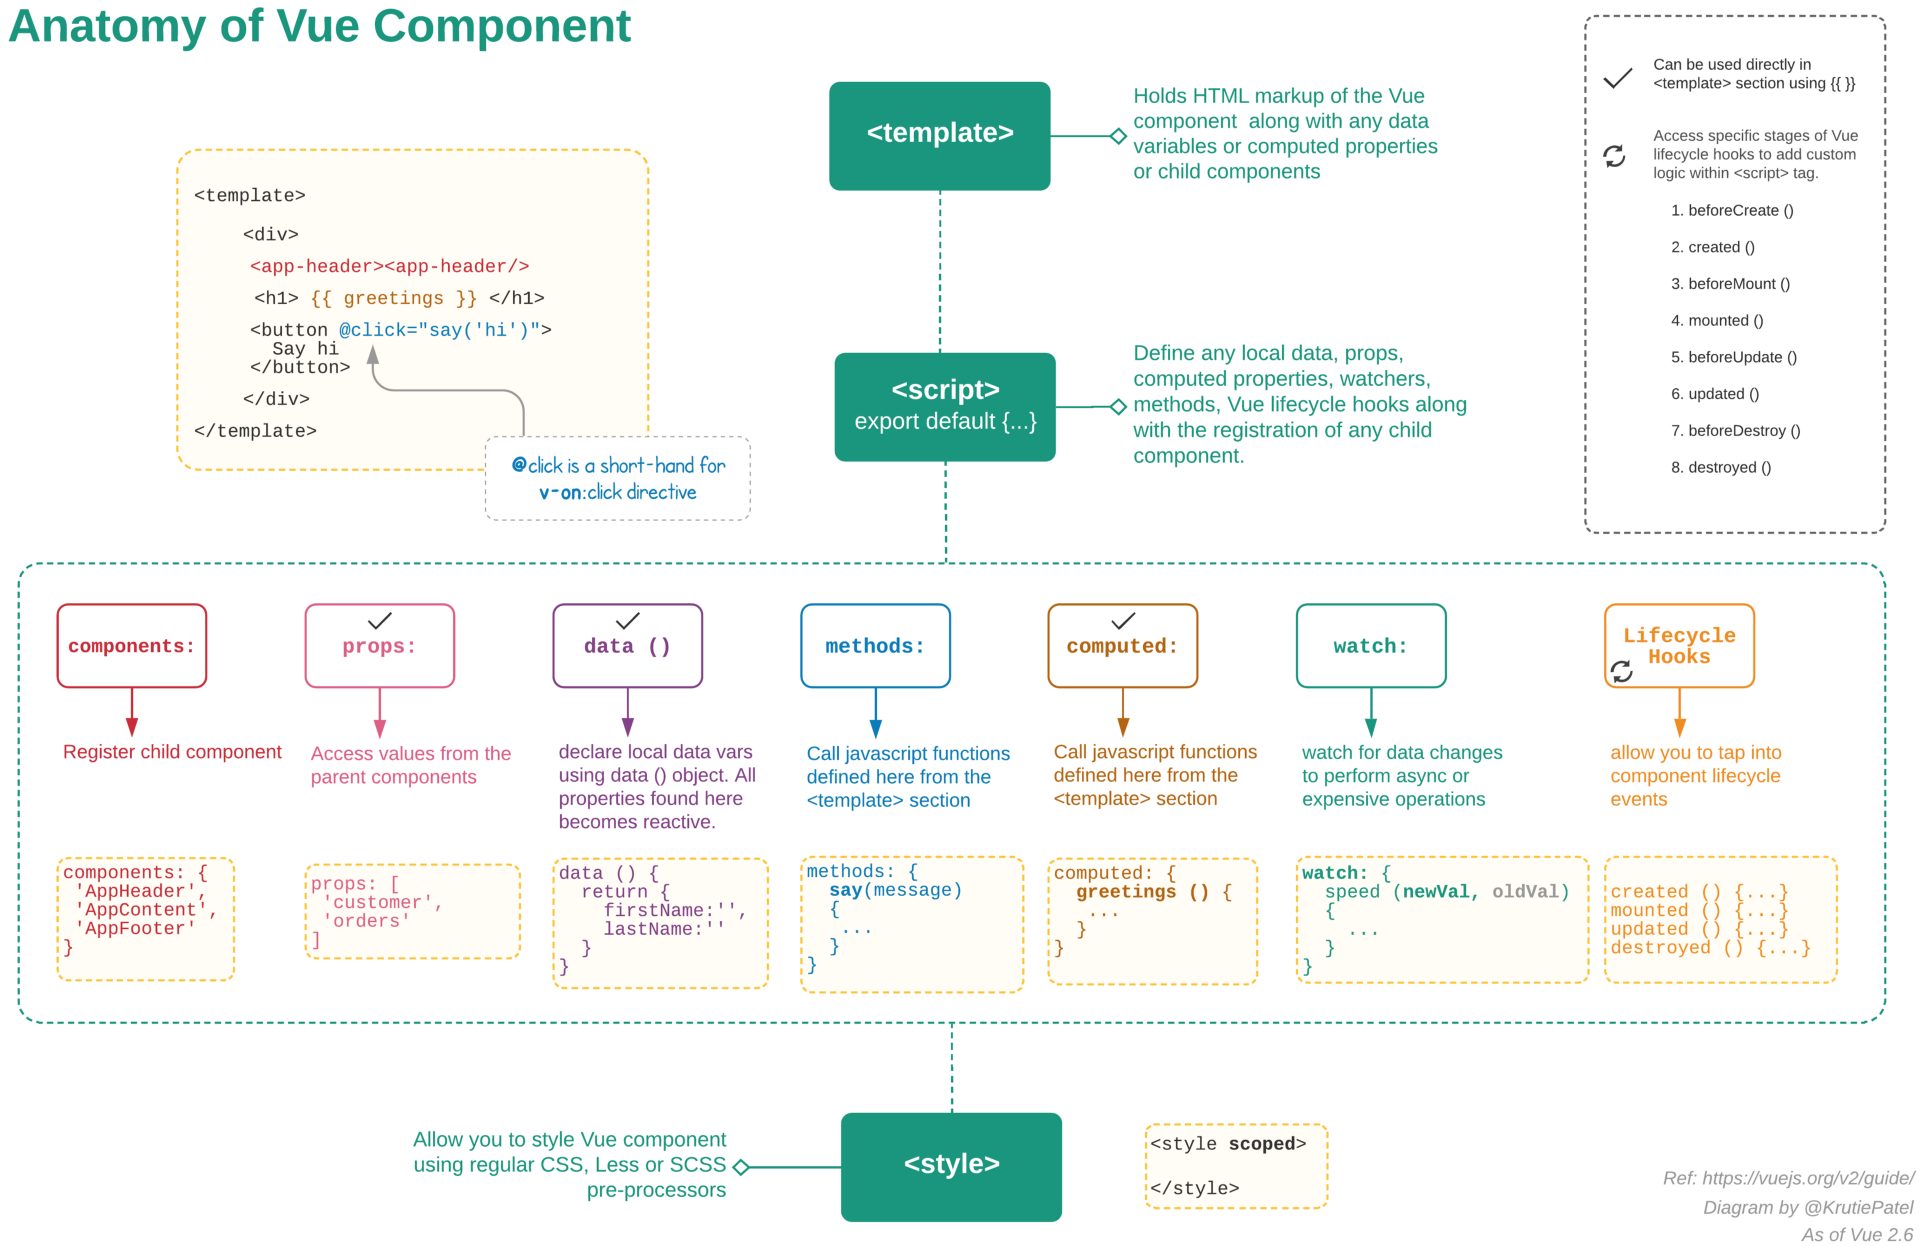 Anatomy of Vue Component
<template>
Holds HTML markup of the Vue
component along with any data
variables or computed properties
or child components
Can be used directly in
<template> section using {{ }}
Access specific stages of Vue
lifecycle hooks to add custom
logic within <script> tag.
1. beforeCreate ()
2. created ()
3. beforeMount ()
4. mounted ()
5. beforeUpdate ()
6. updated ()
7. beforeDestroy ()
8. destroyed ()
<template>
<div>
<app-header><app-header/>
<h1> {{ greetings }} </h1>
<button @click="say('hi')">
Say hi
</button>
</div>
</template>
@click is a short-hand for
v-on:click directive
<script>
export default {...}
Define any local data, props,
computed properties, watchers,
methods, Vue lifecycle hooks along
with the registration of any child
component.
components:
Register child component
components: {
'AppHeader',
'AppContent',
'AppFooter'
}
props:
Access values from the
parent components
props: [
'customer',
'orders'
]
data ()
declare local data vars
using data () object. All
properties found here
becomes reactive.
data () {
return {
firstName:'',
lastName:''
}
}
methods:
Call javascript functions
defined here from the
<template> section
methods: {
say(message)
{
...
}
}
computed:
Call javascript functions
defined here from the
<template> section
computed: {
greetings () {
...
}
}
watch:
watch for data changes
to perform async or
expensive operations
watch: {
speed (newVal, oldVal)
{
...
}
}
Lifecycle
Hooks
allow you to tap into
component lifecycle
events
created () {...}
mounted () {...}
updated () {...}
destroyed () {...}
Allow you to style Vue component
using regular CSS, Less or SCSS
pre-processors
<style>
<style scoped>
</style>
Ref: https://vuejs.org/v2/guide/
Diagram by @KrutiePatel
As of Vue 2.6